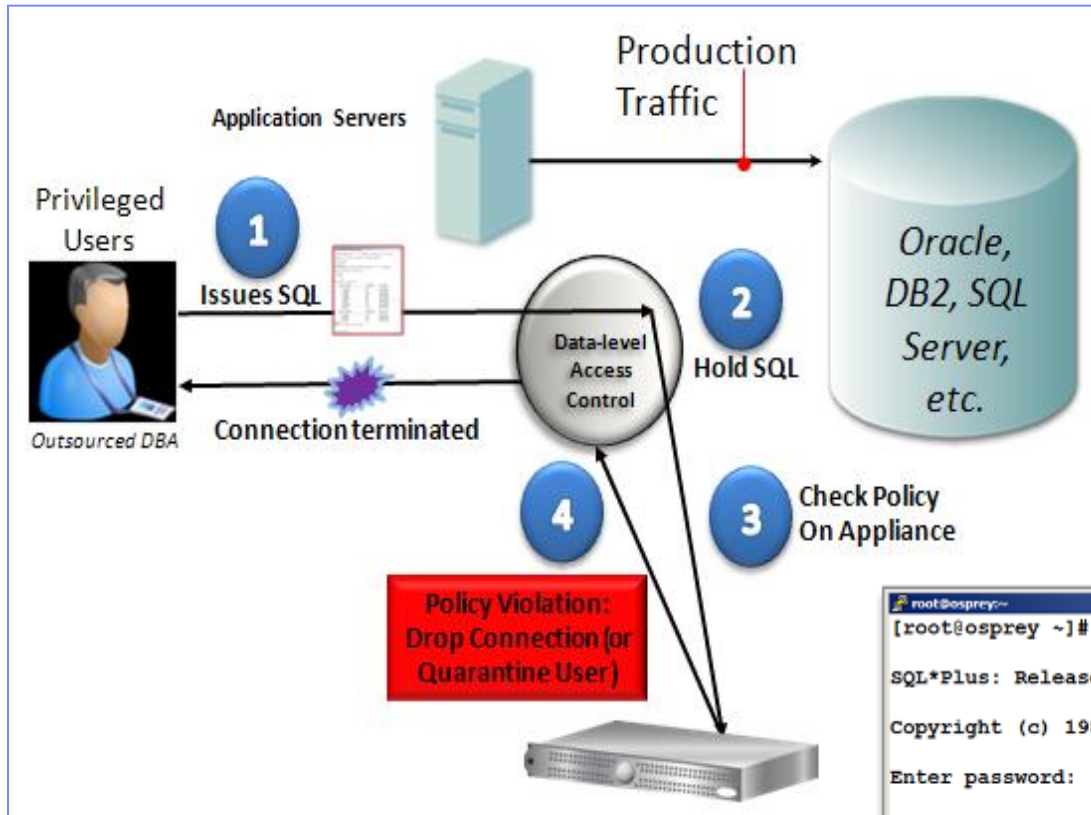 Production
Traffic
Application Servers
Privileged
Users
1
Issues SQL
Oracle,
DB2, SQL
Server,
etc.
2
Hold SQL
Data-level
Access
Control
Connection terminated
Outsourced DBA
4
3
Check Policy
On Appliance
Policy Violation:
Drop Connection (or
Quarantine User)
root@osprey:~
[root@osprey ~]#
SQL*Plus: Release
Copyright (c) 19
Enter password: